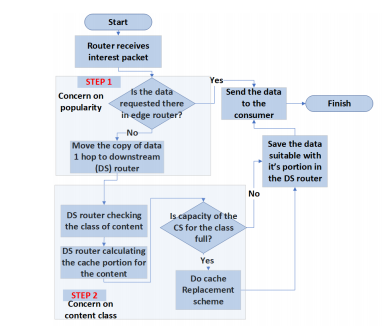 Start
Router receives
interest packet
STEP 1
Concern on
popularity
Is the data
requested there
in edge router?
Yes
Send the data
to the
consumer
Finish
No
Move the copy of data
1 hop to downstream
(DS) router
Save the data
suitable with
it's portion in
the DS router
DS router checking
the class of content
Is capacity of the
CS for the class
full?
No
DS router calculating
the cache portion for
the content
Yes
Do cache
Replacement
scheme
STEP 2
Concern on
content class